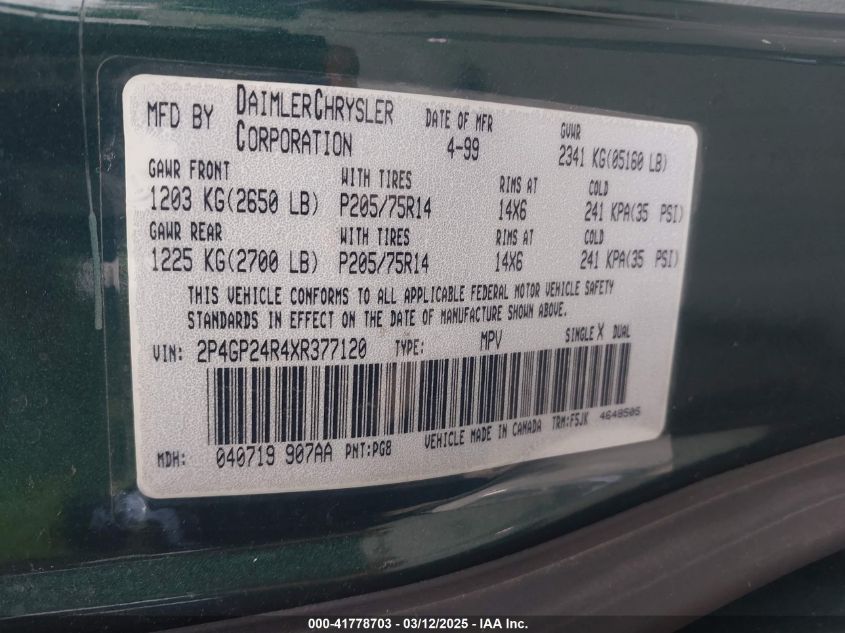 MFD BY DAIMLERCHRYSLER CORPORATION DATE OF MFR 4-99 GVWR 2341 KG(05160 LB)
GAWR FRONT WITH TIRES RIMS AT COLD
1203 KG(2650 LB) P205/75R14 14X6 241 KPA(35 PSI)
GAWR REAR WITH TIRES RIMS AT COLD
1225 KG(2700 LB) P205/75R14 14X6 241 KPA(35 PSI)
THIS VEHICLE CONFORMS TO ALL APPLICABLE FEDERAL MOTOR VEHICLE SAFETY
STANDARDS IN EFFECT ON THE DATE OF MANUFACTURE SHOWN ABOVE.
VIN: 2P4GP24R4XR377120 TYPE: MPV SINGLE X DUAL
MDH: 040719 907AA PNT:PG8 VEHICLE MADE IN CANADA TRM:F5JK 4648505
000-41778703 - 03/12/2025 - IAA Inc.